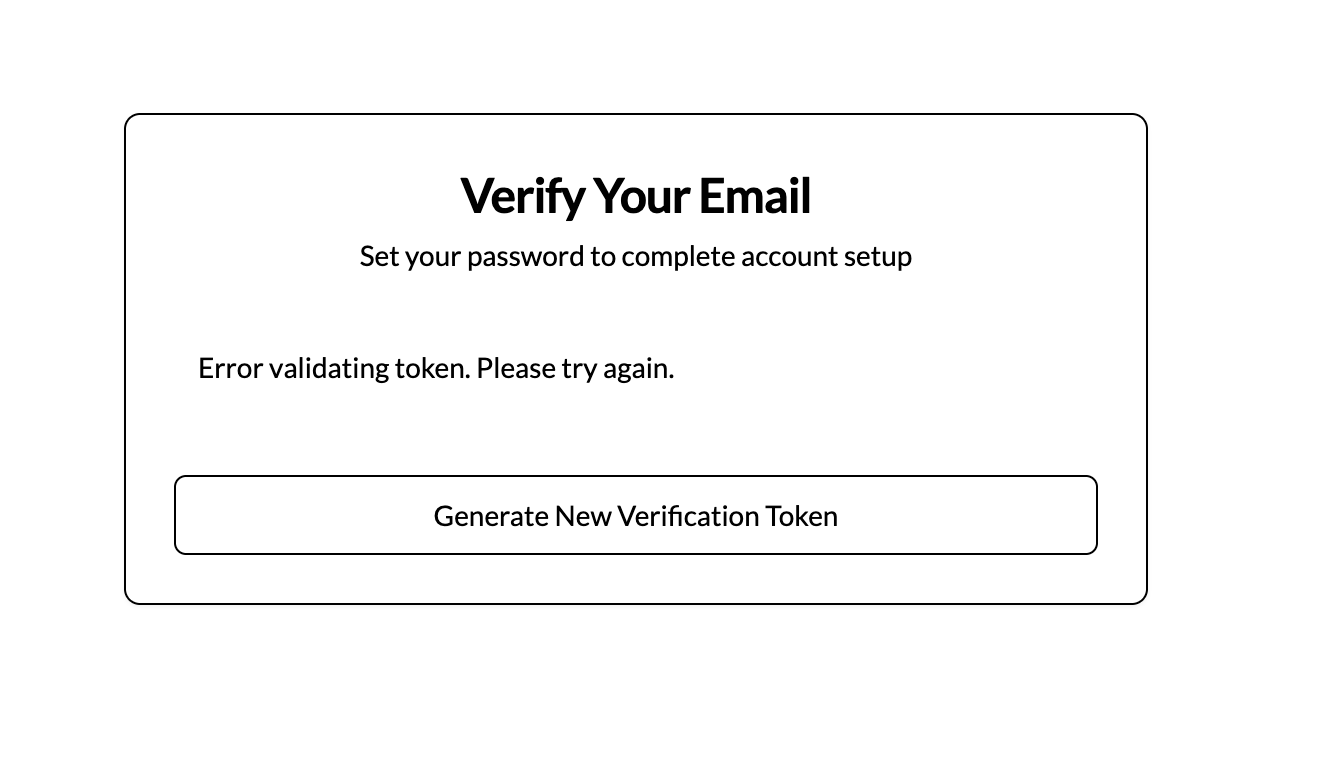 Verify Your Email
Set your password to complete account setup
Error validating token. Please try again.
Generate New Verification Token